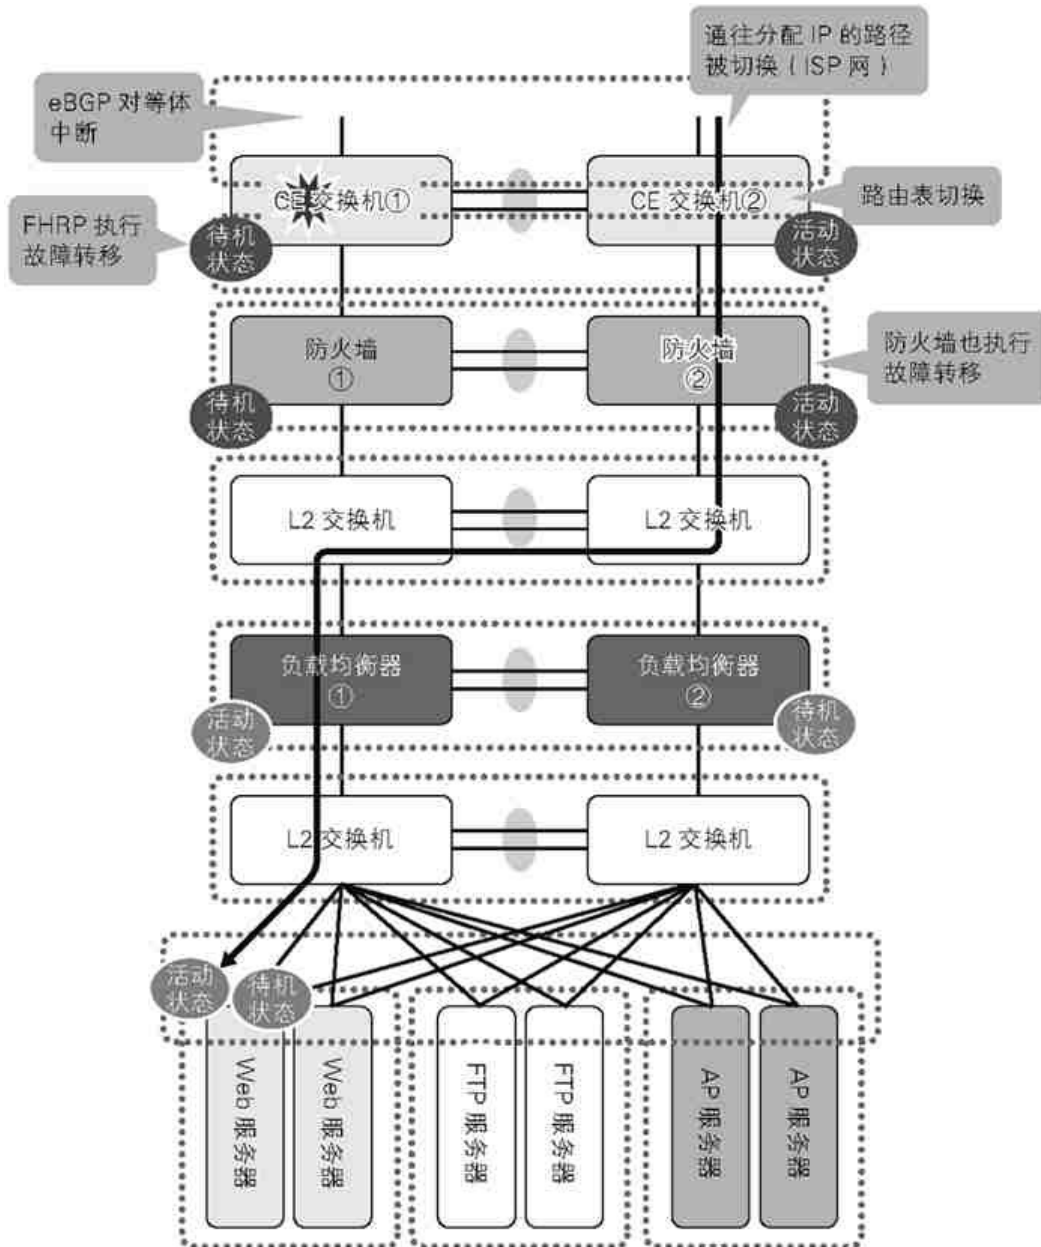 通往分配 IP 的路径
被切换（ISP 网）
eBGP 对等体
中断
CE 交换机①
CE 交换机②
路由表切换
FHRP 执行
故障转移
待机
状态
活动
状态
防火墙
①
防火墙
②
防火墙也执行
故障转移
待机
状态
活动
状态
L2 交换机
L2 交换机
负载均衡器
①
负载均衡器
②
活动
状态
待机
状态
L2 交换机
L2 交换机
活动
状态
待机
状态
Web 服务器
Web 服务器
FTP 服务器
FTP 服务器
AP 服务器
AP 服务器